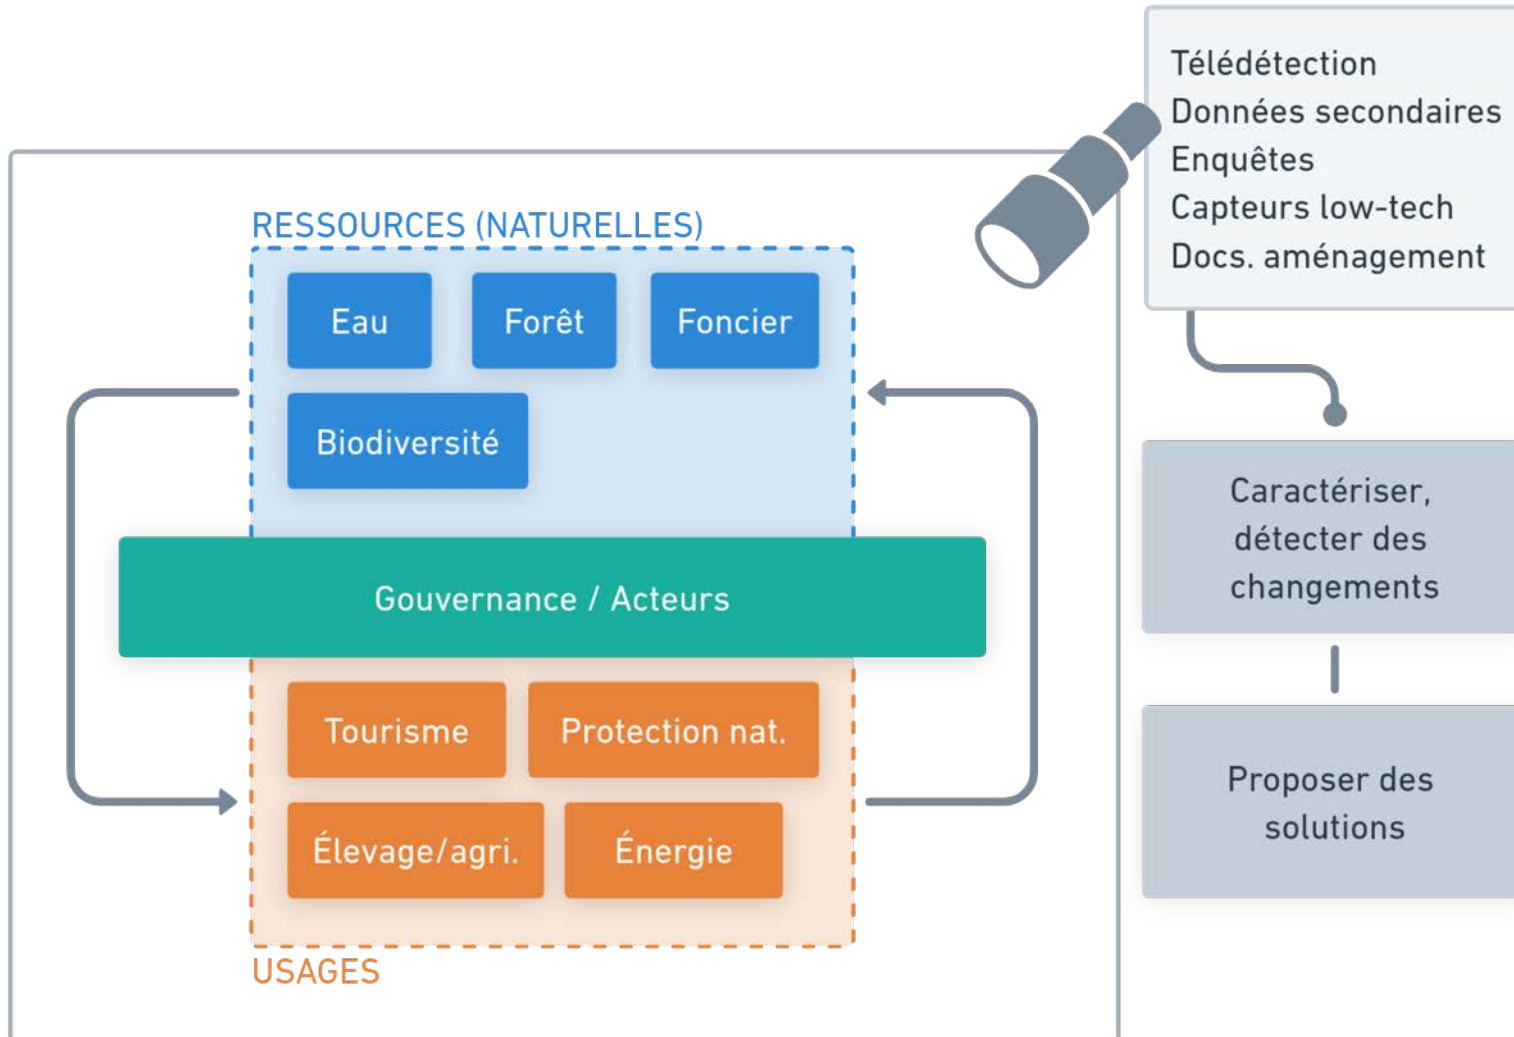 Télédétection
Données secondaires
Enquêtes
Capteurs low-tech
Docs. aménagement
RESSOURCES (NATURELLES)
Eau
Forêt
Foncier
Biodiversité
Gouvernance / Acteurs
Tourisme
Protection nat.
Élevage/agri.
Énergie
USAGES
Caractériser,
détecter des
changements
Proposer des
solutions